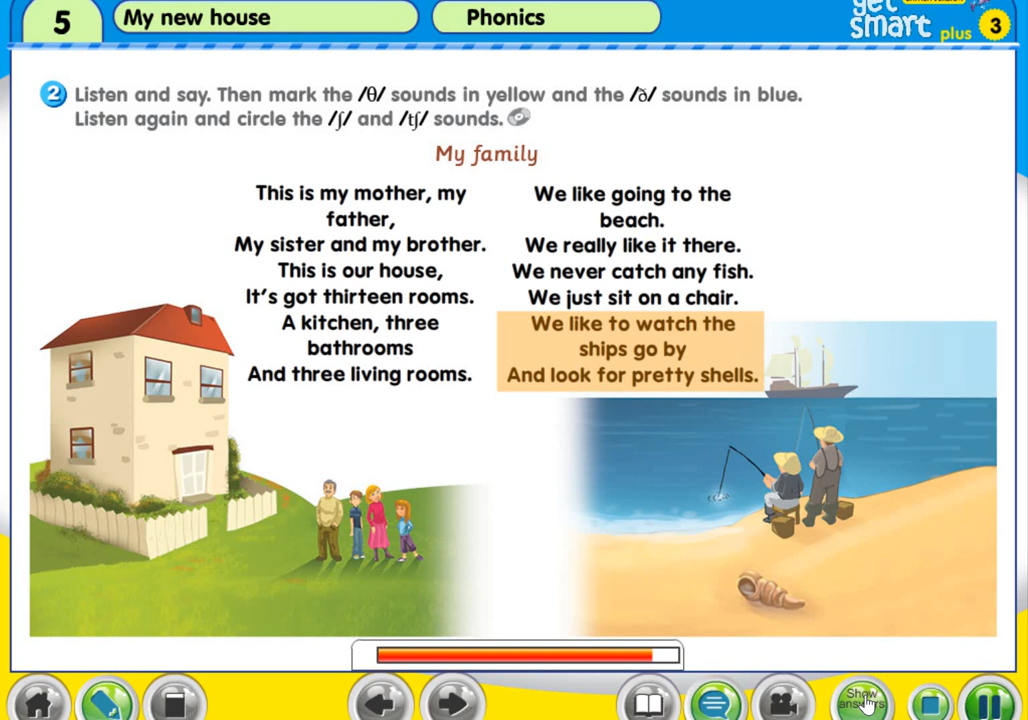 5
My new house
Phonics
get
smart plus 3
2 Listen and say. Then mark the /θ/ sounds in yellow and the /ð/ sounds in blue.
Listen again and circle the /ʃ/ and /tʃ/ sounds.
My family
This is my mother, my
father,
My sister and my brother.
This is our house,
It's got thirteen rooms.
A kitchen, three
bathrooms
And three living rooms.
We like going to the
beach.
We really like it there.
We never catch any fish.
We just sit on a chair.
We like to watch the
ships go by
And look for pretty shells.
Show
answers